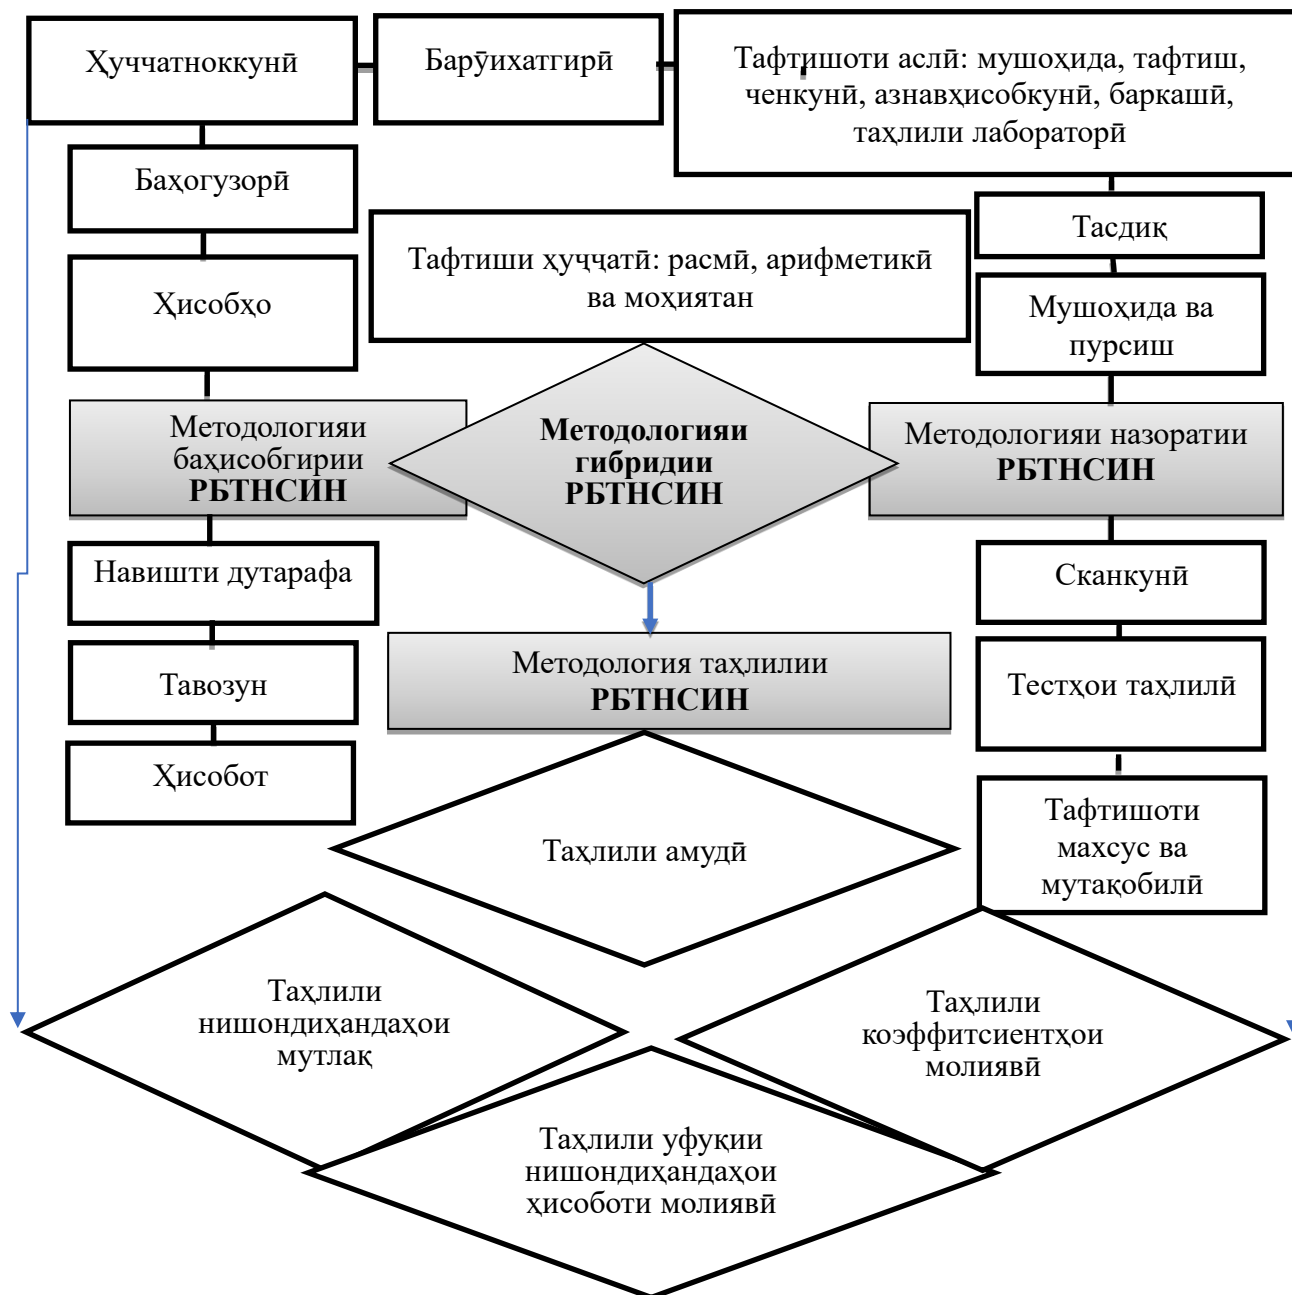 Ҳуччатноккунӣ
Барӯихатгирӣ
Тафтишоти аслӣ: мушоҳида, тафтиш,
ченкунӣ, азнавҳисобкунӣ, баркашӣ,
таҳлили лабораторӣ
Баҳогузорӣ
Тасдиқ
Тафтиши ҳуҷҷатӣ: расмӣ, арифметикӣ
ва моҳиятан
Ҳисобҳо
Мушоҳида ва
пурсиш
Методологияи
баҳисобгирии
РБТНСИН
Методологияи
гибридии
РБТНСИН
Методологияи назоратии
РБТНСИН
Навишти дутарафа
Сканкунӣ
Методология таҳлилии
РБТНСИН
Тавозун
Тестҳои таҳлилӣ
Ҳисобот
Тафтишоти
махсус ва
мутақобилӣ
Таҳлили амудӣ
Таҳлили
нишондиҳандаҳои
мутлақ
Таҳлили
коэффитсиентҳои
молиявӣ
Таҳлили уфуқии
нишондиҳандаҳои
ҳисоботи молиявӣ